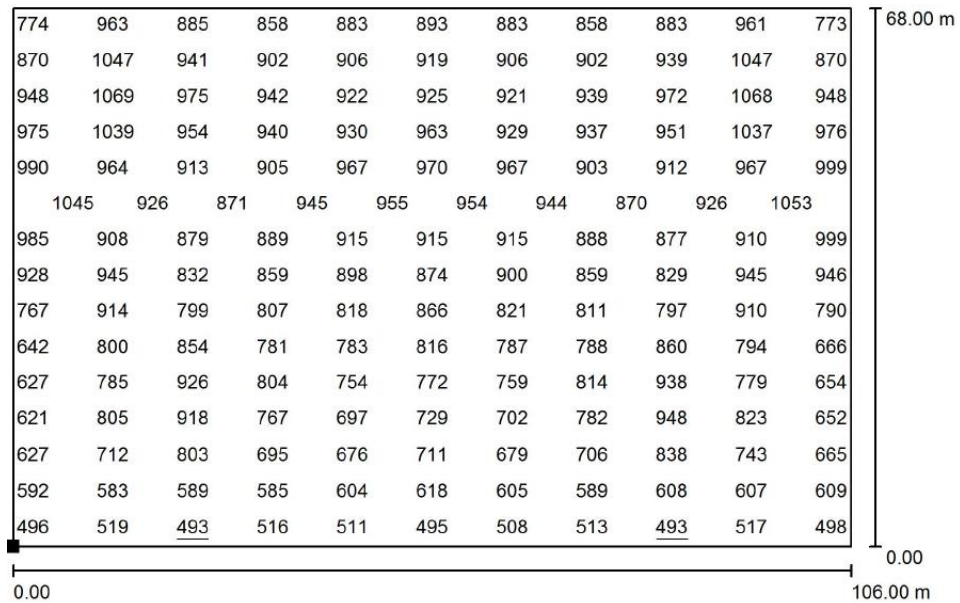 774 963 885 858 883 893 883 858 883 961 773 68.00 m
870 1047 941 902 906 919 906 902 939 1047 870
948 1069 975 942 922 925 921 939 972 1068 948
975 1039 954 940 930 963 929 937 951 1037 976
990 964 913 905 967 970 967 903 912 967 999
1045 926 871 945 955 954 944 870 926 1053
985 908 879 889 915 915 915 888 877 910 999
928 945 832 859 898 874 900 859 829 945 946
767 914 799 807 818 866 821 811 797 910 790
642 800 854 781 783 816 787 788 860 794 666
627 785 926 804 754 772 759 814 938 779 654
621 805 918 767 697 729 702 782 948 823 652
627 712 803 695 676 711 679 706 838 743 665
592 583 589 585 604 618 605 589 608 607 609
496 519 493 516 511 495 508 513 493 517 498
0.00
0.00 106.00 m